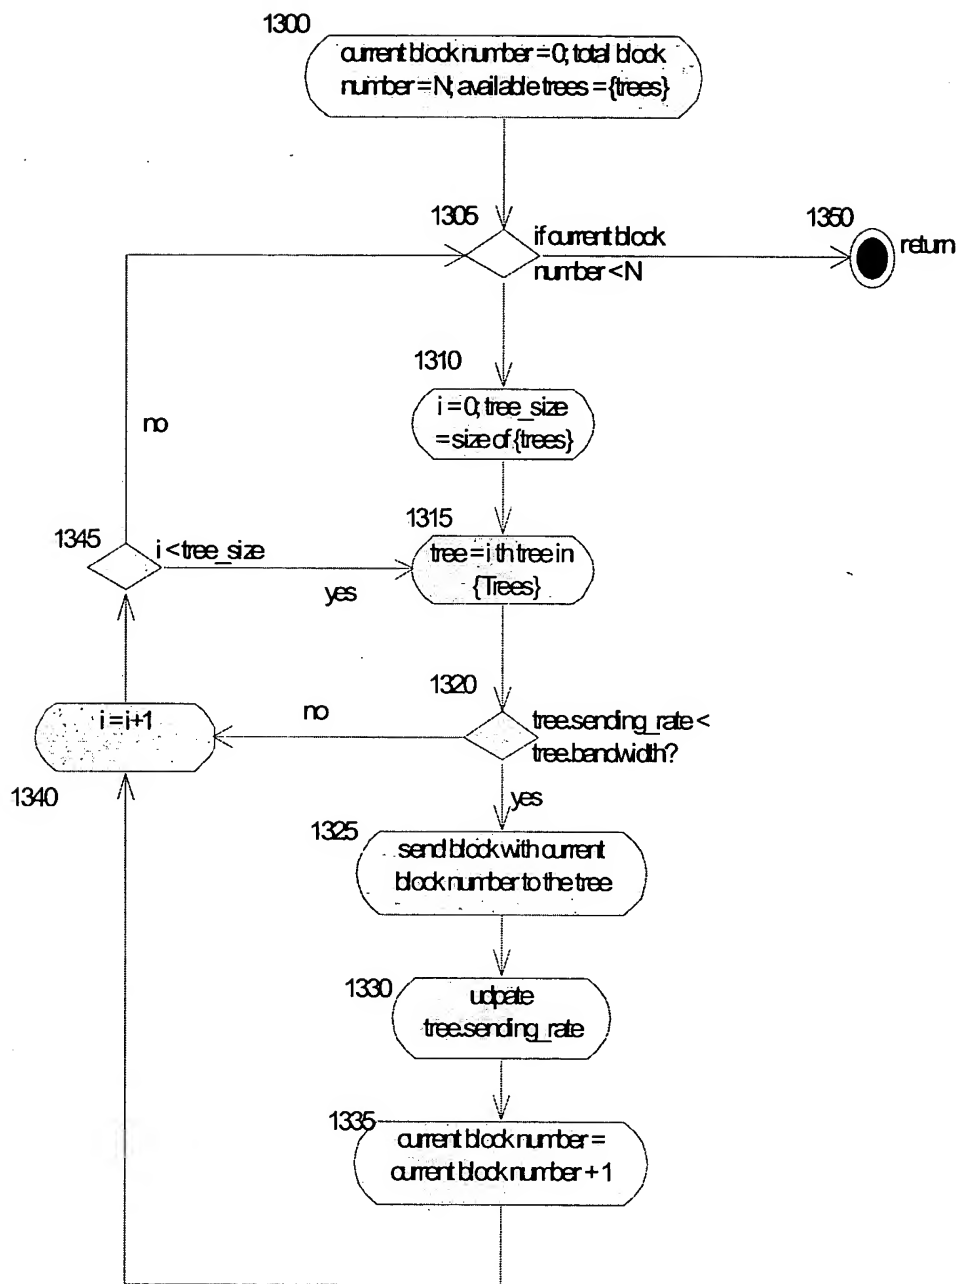 1300
current block number = 0; total block
number = N; available trees = {trees}
1305
if current block
number < N
1350
return
1310
i = 0; tree_size
= size of {trees}
no
1315
tree = i th tree in
{Trees}
1345
i < tree_size
yes
1320
tree.sending_rate <
tree.bandwidth?
no
i = i+1
1340
yes
1325
send block with current
block number to the tree
1330
udpate
tree.sending_rate
1335
current block number =
current block number + 1